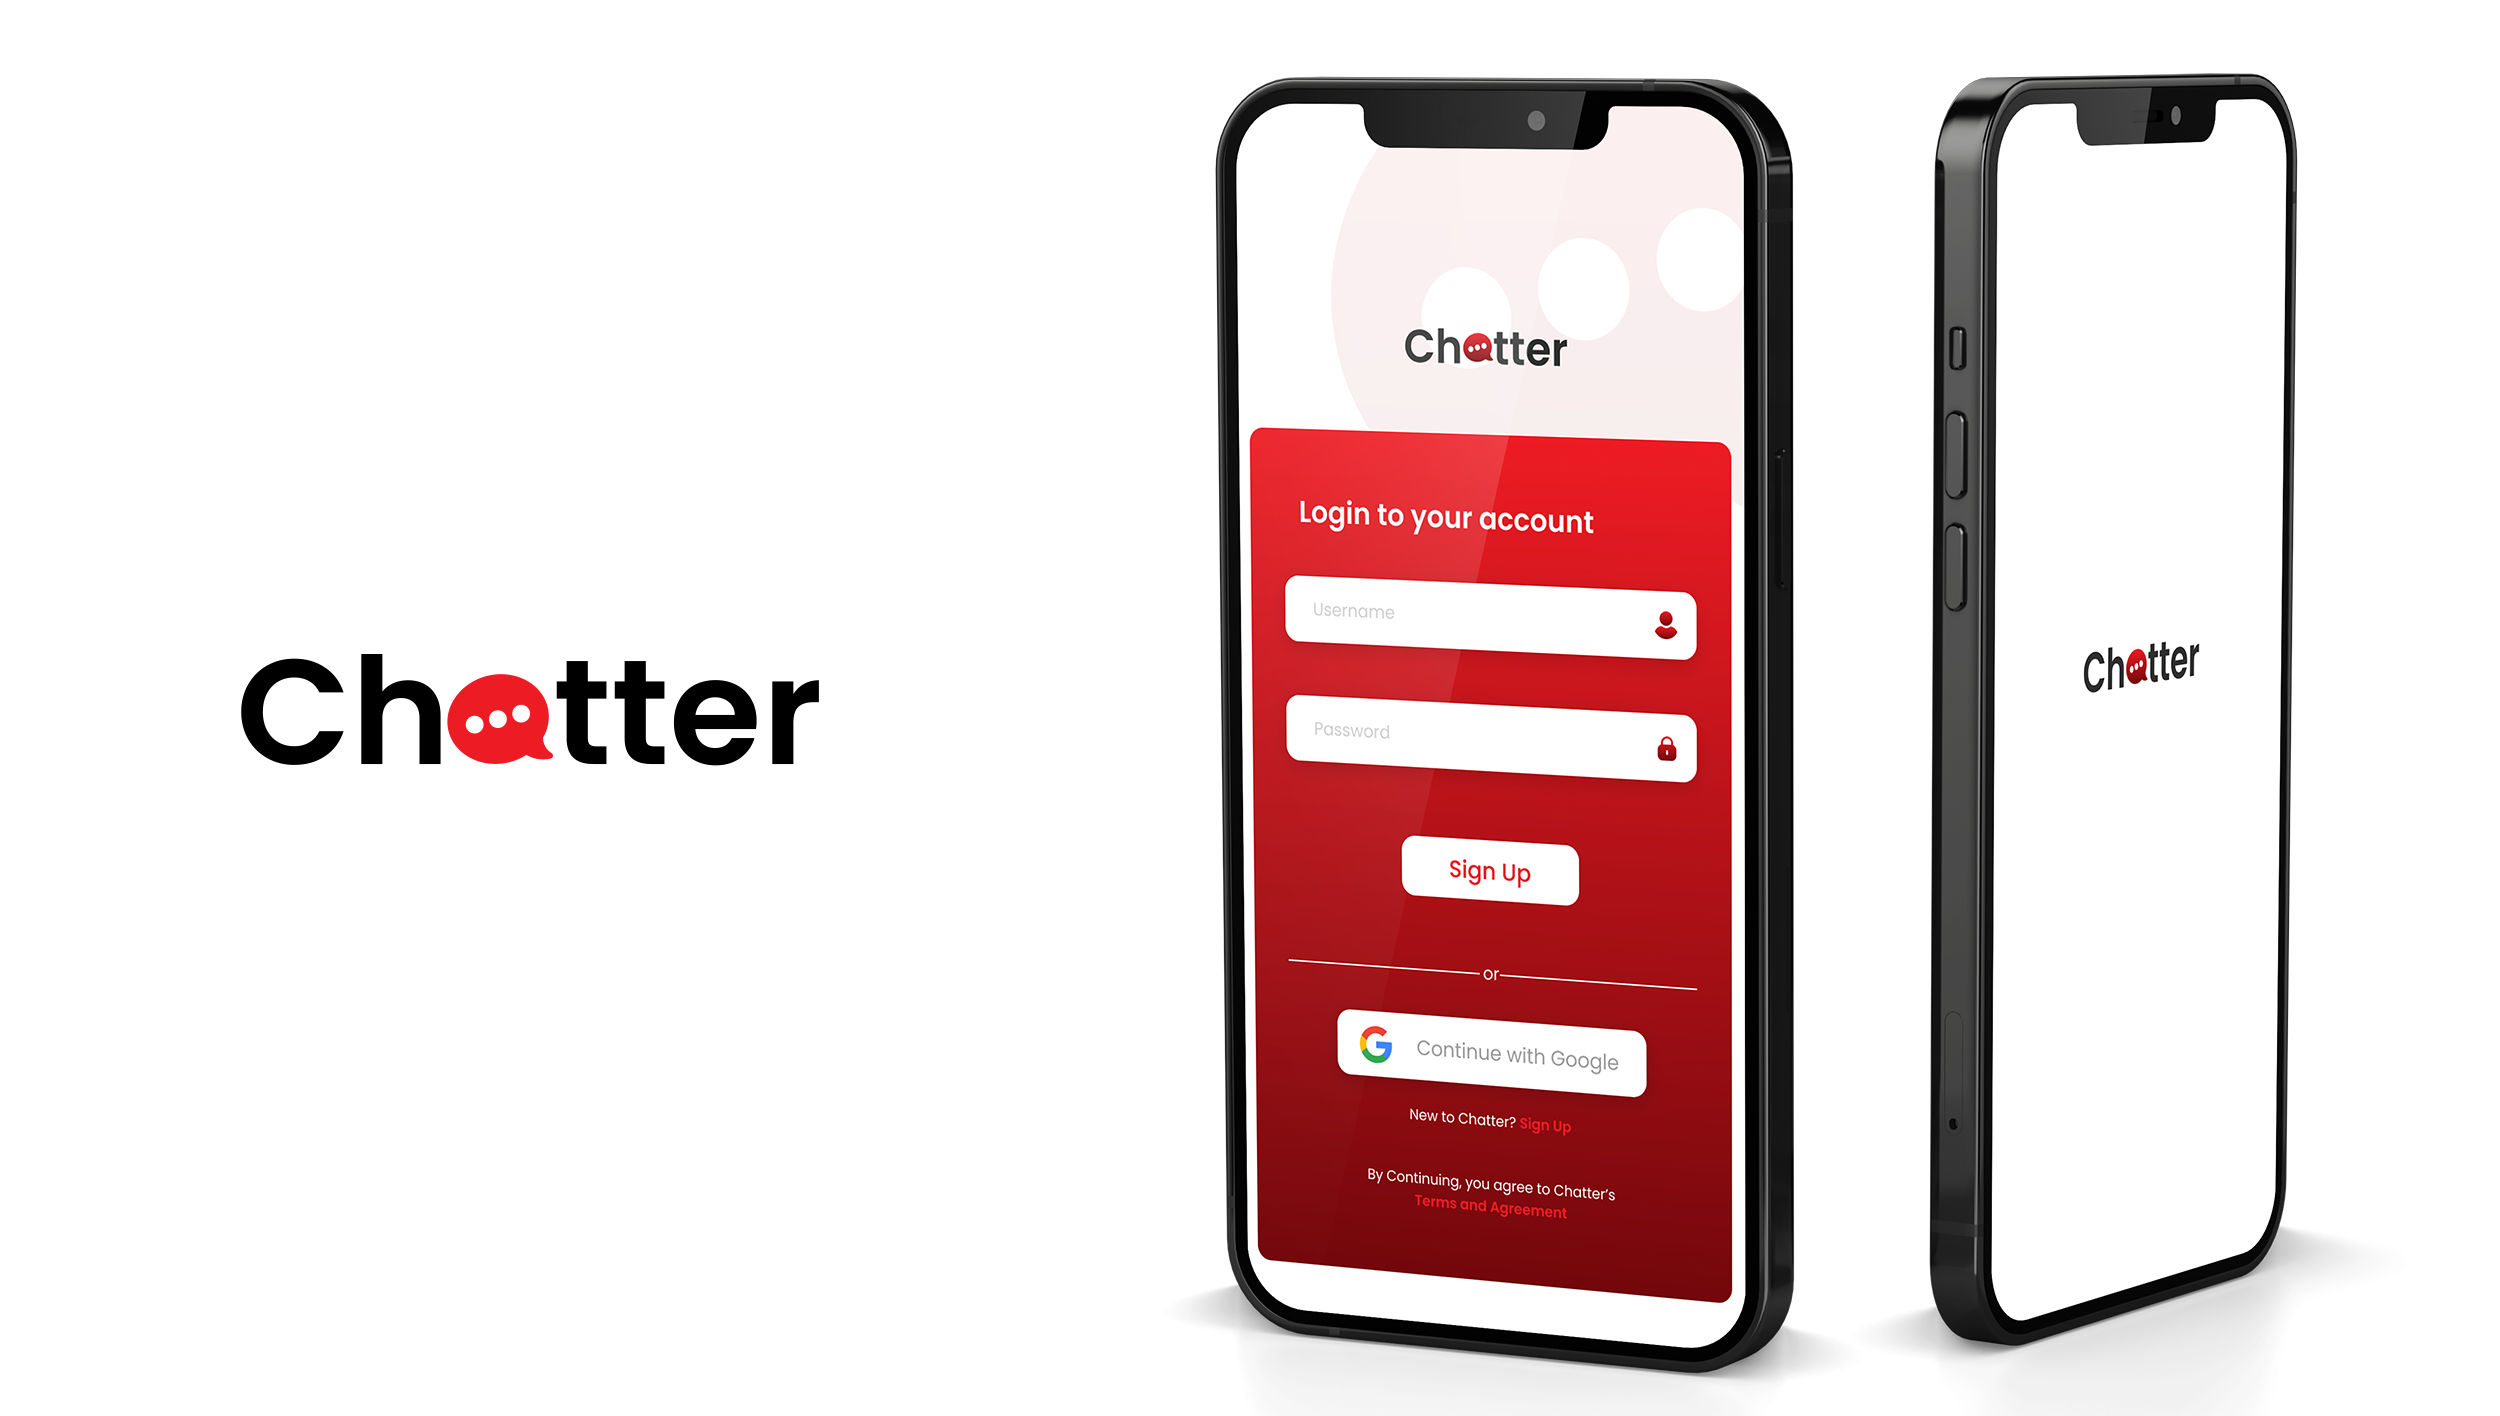 Chatter
Chatter
Login to your account
Username
Password
Sign Up
or
Continue with Google
New to Chatter? Sign Up
By Continuing, you agree to Chatter's
Terms and Agreement
Chatter